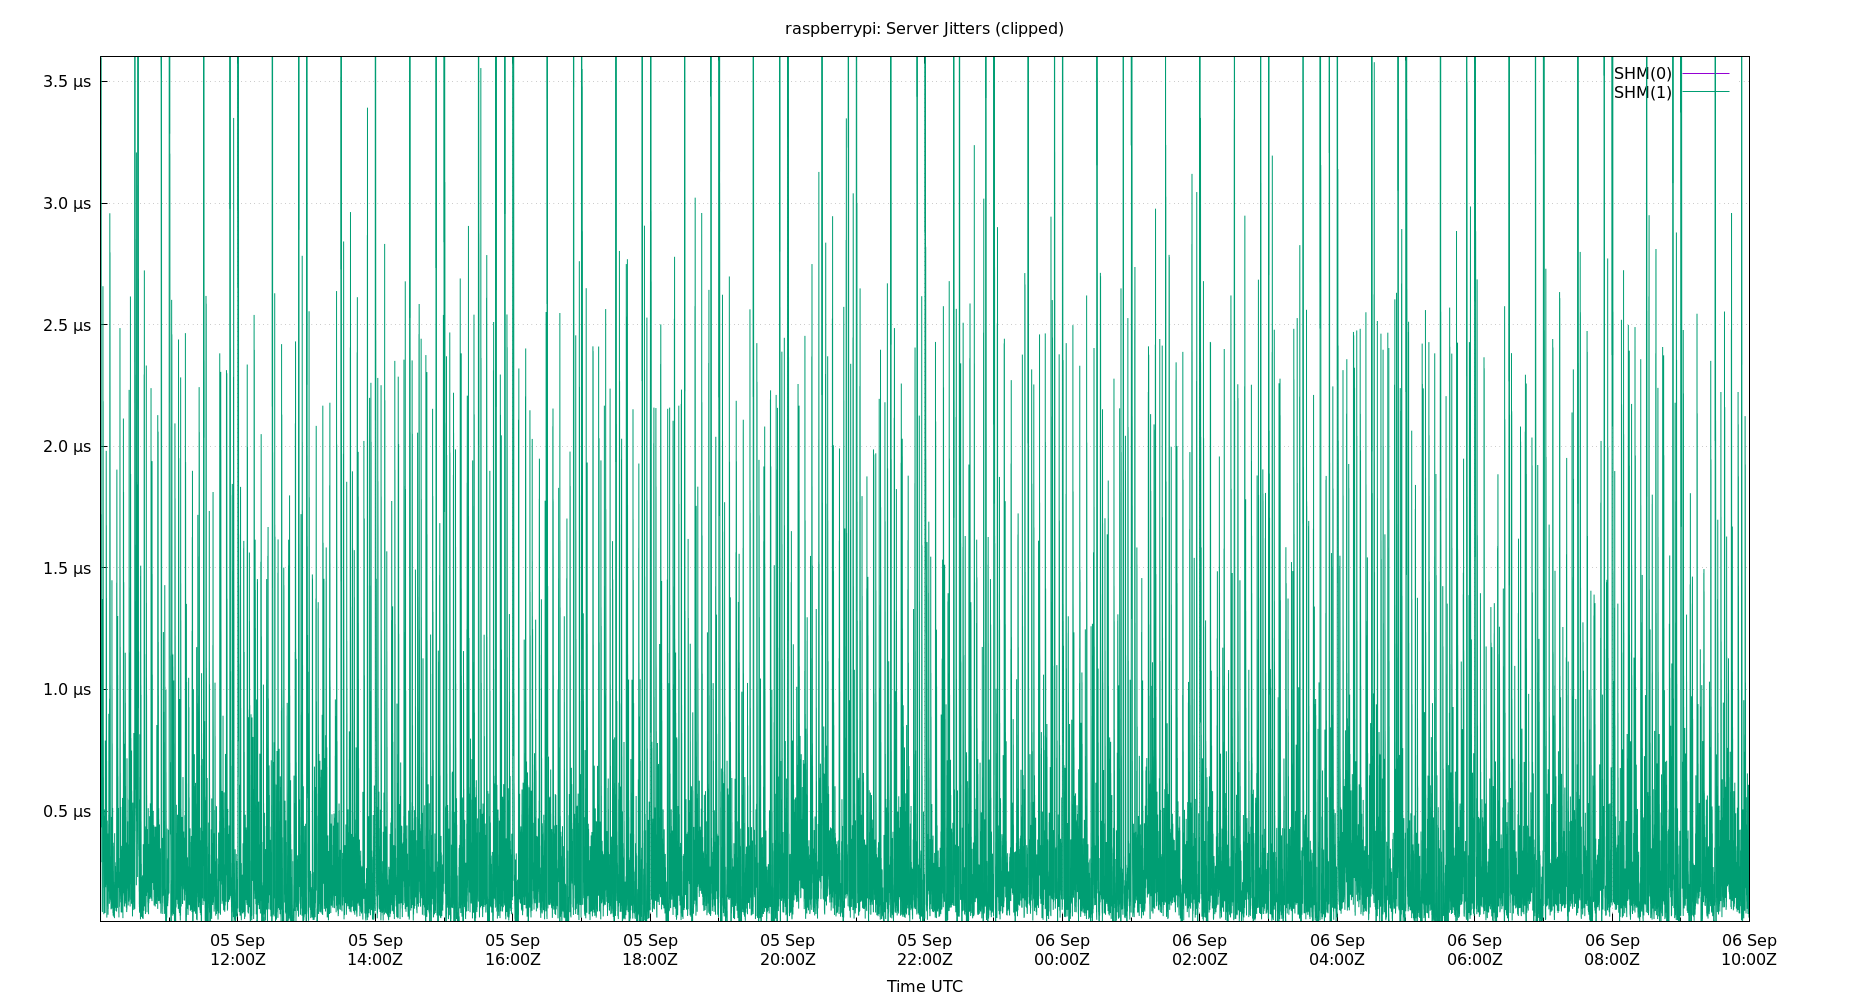 raspberrypi: Server Jitters (clipped)
SHM(0)
SHM(1)
3.5 µs
3.0 µs
2.5 µs
2.0 µs
1.5 µs
1.0 µs
0.5 µs
05 Sep 05 Sep 05 Sep 05 Sep 05 Sep 05 Sep 06 Sep 06 Sep 06 Sep 06 Sep 06 Sep 06 Sep
12:00Z 14:00Z 16:00Z 18:00Z 20:00Z 22:00Z 00:00Z 02:00Z 04:00Z 06:00Z 08:00Z 10:00Z
Time UTC